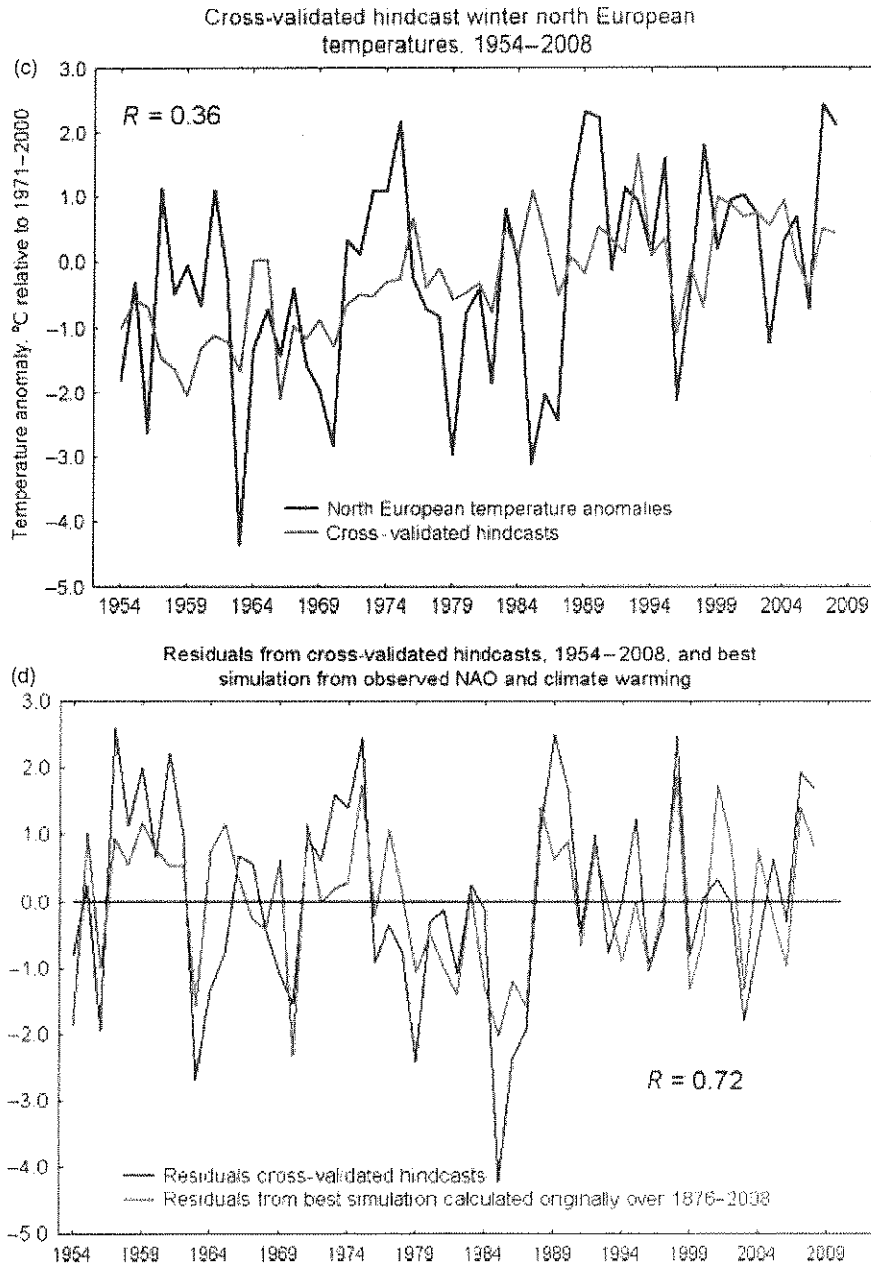 Cross-validated hindcast winter north European
temperatures. 1954–2008
(c)
3.0
2.0
1.0
0.0
–1.0
–2.0
–3.0
–4.0
–5.0
Temperature anomaly. °C relative to 1971–2000
R = 0.36
North European temperature anomalies
Cross-validated hindcasts
1954 1959 1964 1969 1974 1979 1984 1989 1994 1999 2004 2009
Residuals from cross-validated hindcasts, 1954–2008, and best
simulation from observed NAO and climate warming
(d)
3.0
2.0
1.0
0.0
–1.0
–2.0
–3.0
–4.0
–5.0
R = 0.72
Residuals cross-validated hindcasts
Residuals from best simulation calculated originally over 1876–2008
1954 1959 1964 1969 1974 1979 1984 1989 1994 1999 2004 2009